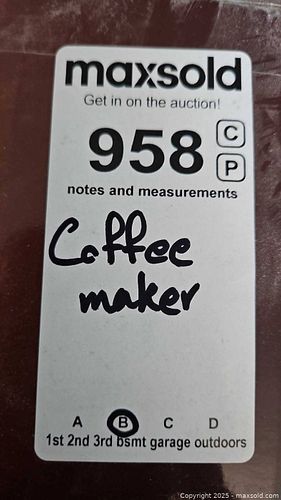 maxsold
Get in on the auction!
958 C
P
notes and measurements
Coffee
maker
A B C D
1st 2nd 3rd bsmt garage outdoors
Copyright 2025 - maxsold.com